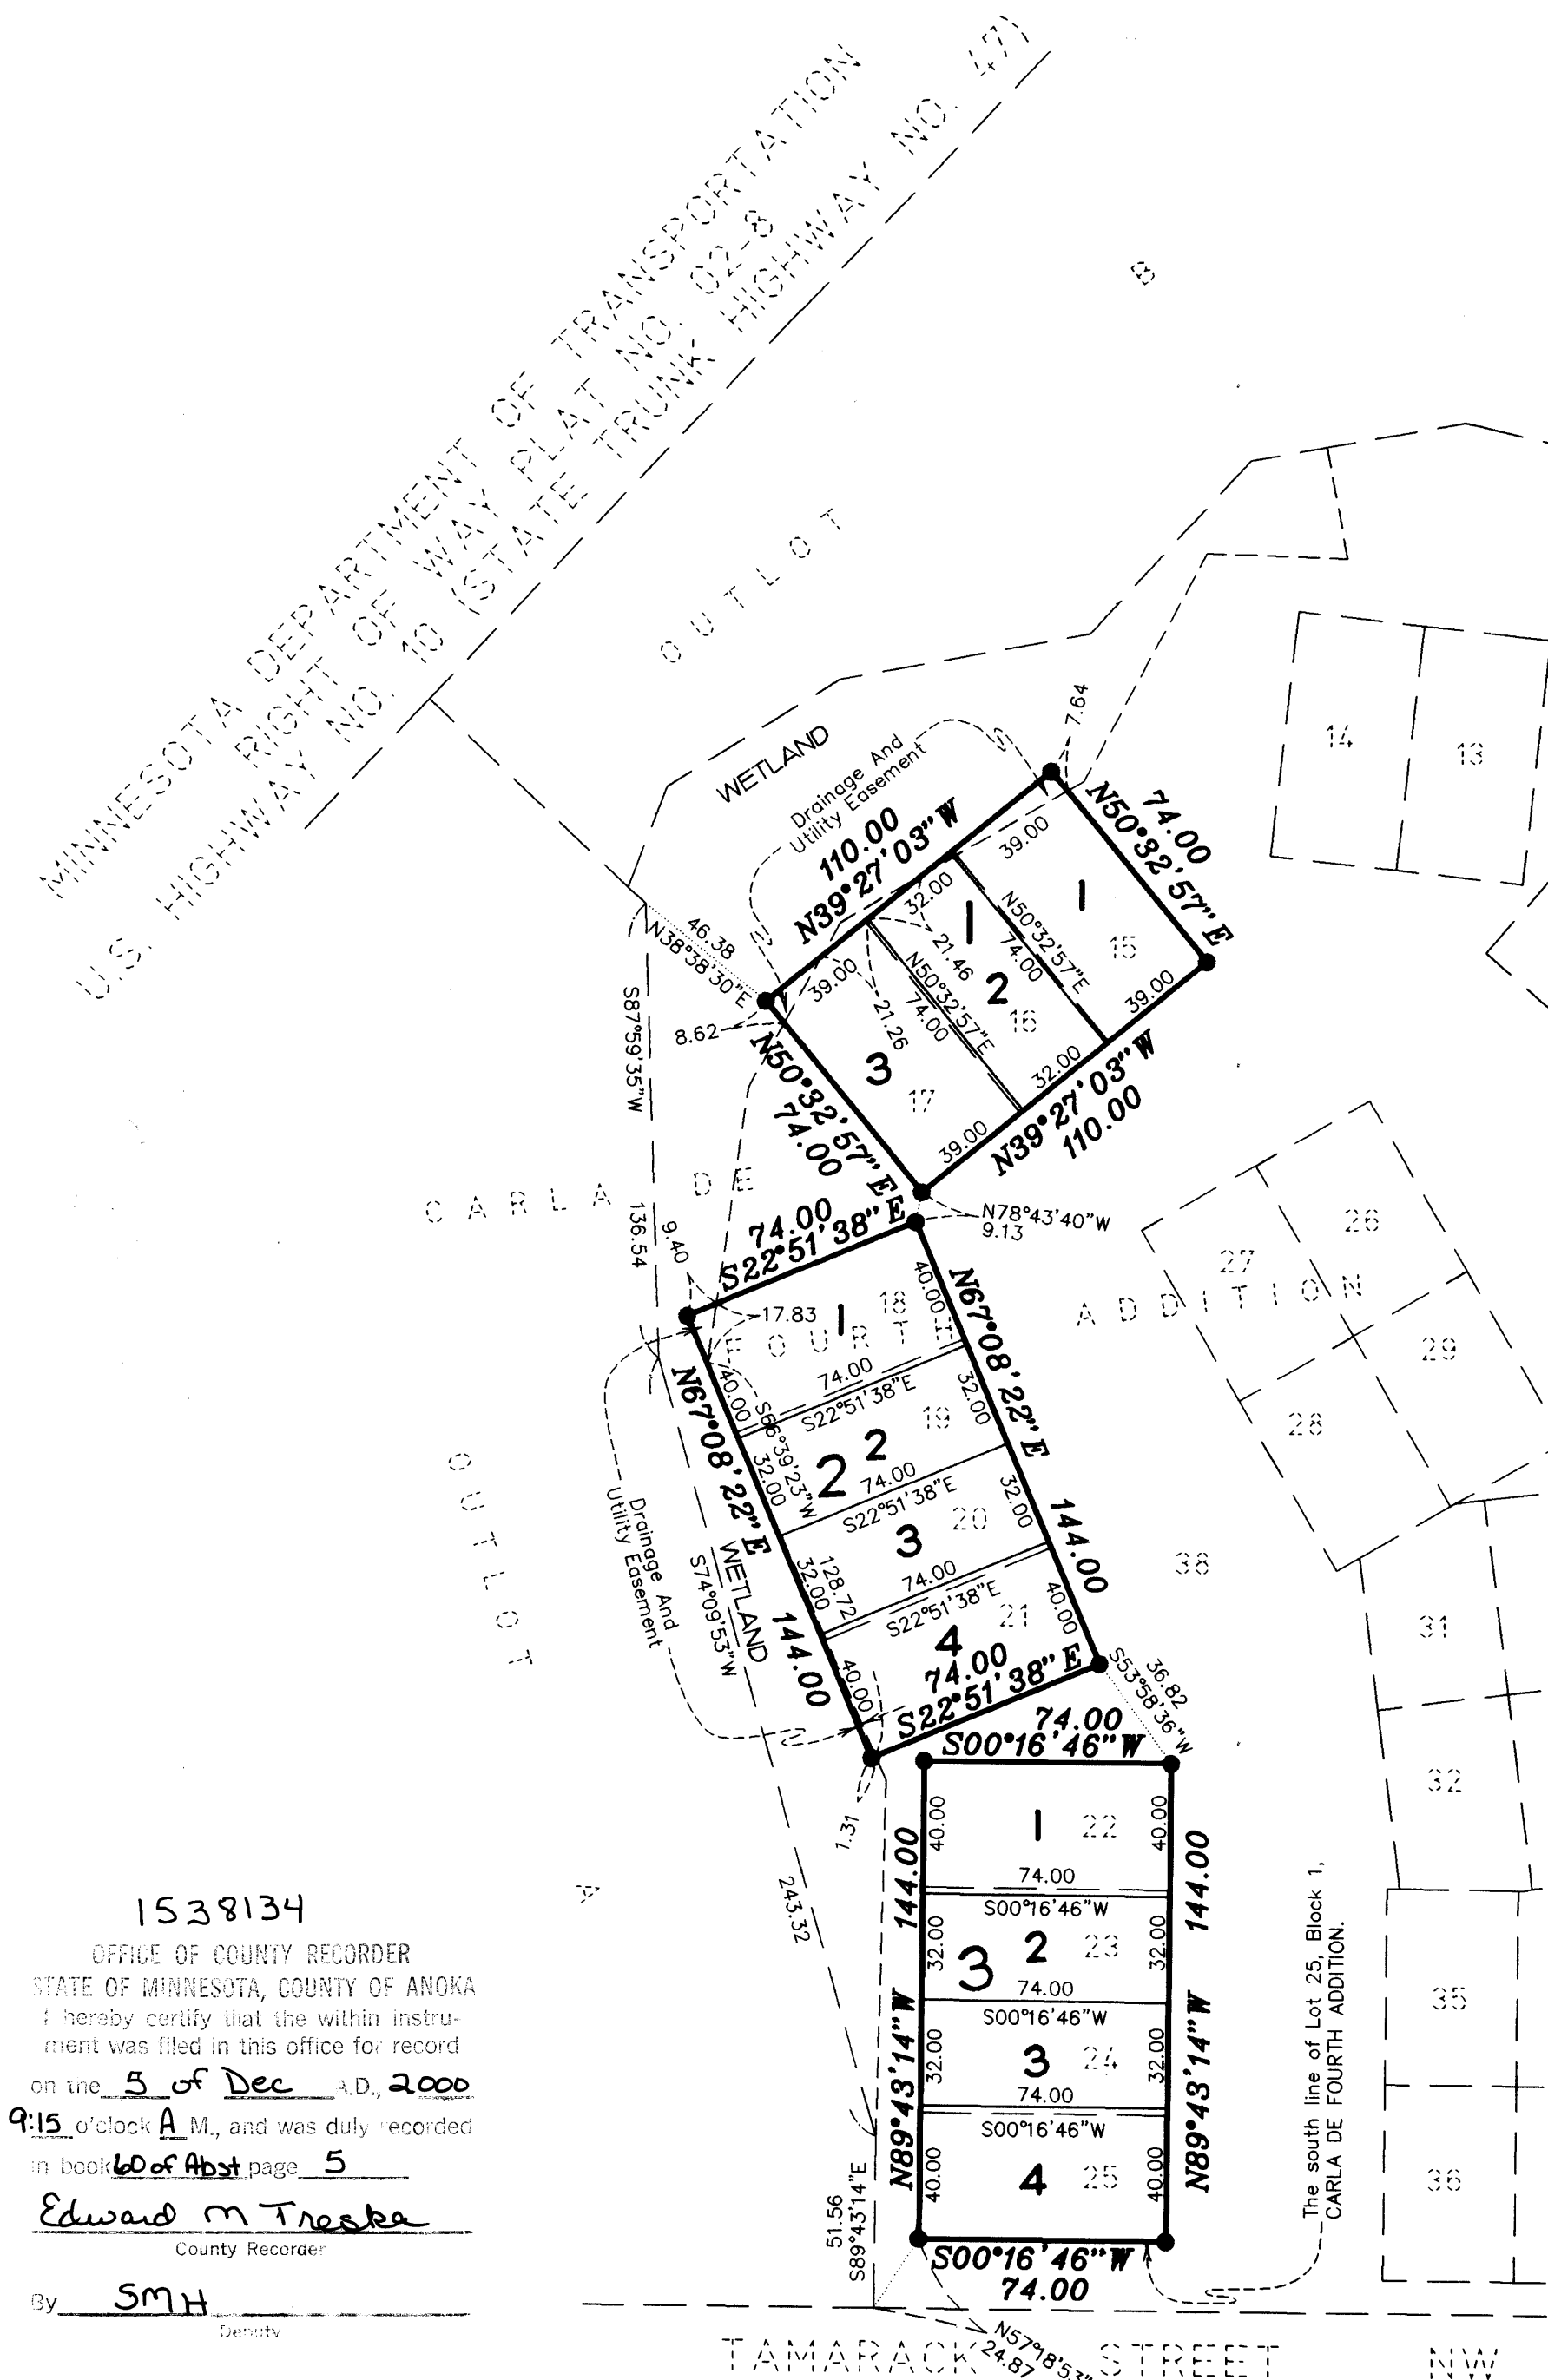 MINNESOTA DEPARTMENT OF TRANSPORTATION
RIGHT OF WAY PLAT NO. 02-8
U.S. HIGHWAY NO. 10 (STATE TRUNK HIGHWAY NO. 47)
B
OUTLOT
WETLAND
Drainage And
Utility Easement
7.64
14
13
110.00
N39°27'03"W
74.00
N50°32'57"E
39.00
32.00
39.00
1
1
15
N50°32'57"E
74.00
21.46
2
16
N50°32'57"E
74.00
21.26
3
17
39.00
32.00
39.00
N39°27'03"W
110.00
46.38
N38°38'30"E
8.62
N50°32'57"E
74.00
S87°59'35"W
136.54
CARLA DE
FOURTH
ADDITION
N78°43'40"W
9.13
9.40
74.00
S22°51'38"E
17.83
1
18
40.00
40.00
N67°08'22"E
144.00
74.00
S22°51'38"E
S66°39'23"W
128.72
2
2
19
32.00
32.00
74.00
S22°51'38"E
3
20
32.00
32.00
74.00
S22°51'38"E
4
21
40.00
40.00
74.00
S22°51'38"E
N67°08'22"E
144.00
Drainage And
Utility Easement
WETLAND
S74°09'53"W
243.32
OUTLOT
A
26
27
28
29
38
31
32
35
36
36.82
S53°58'36"W
1.31
74.00
S00°16'46"W
40.00
1
22
40.00
74.00
S00°16'46"W
3
32.00
2
23
32.00
74.00
S00°16'46"W
32.00
3
24
32.00
74.00
S00°16'46"W
40.00
4
25
40.00
144.00
N89°43'14"W
144.00
N89°43'14"W
S00°16'46"W
74.00
51.56
S89°43'14"E
The south line of Lot 25, Block 1,
CARLA DE FOURTH ADDITION.
N57°18'53"
24.87
TAMARACK STREET NW
1538134
OFFICE OF COUNTY RECORDER
STATE OF MINNESOTA, COUNTY OF ANOKA
I hereby certify that the within instru-
ment was filed in this office for record
on the 5 of Dec A.D., 2000
9:15 o'clock A M., and was duly recorded
in book 60 of Abst page 5
Edward M Treska
County Recorder
By SMH
Deputy